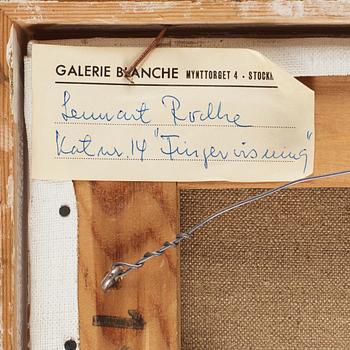 GALERIE BLANCHE MYNTTORGET 4 - STOCKH
Lennart Rodhe
Kat nr. 14 "Fingervisning"